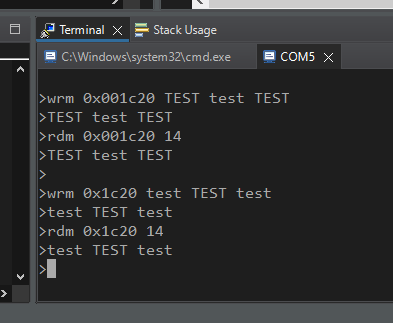 Terminal Stack Usage
C:\Windows\system32\cmd.exe COM5
>wrm 0x001c20 TEST test TEST
>TEST test TEST
>rdm 0x001c20 14
>TEST test TEST
>
>wrm 0x1c20 test TEST test
>test TEST test
>rdm 0x1c20 14
>test TEST test
>